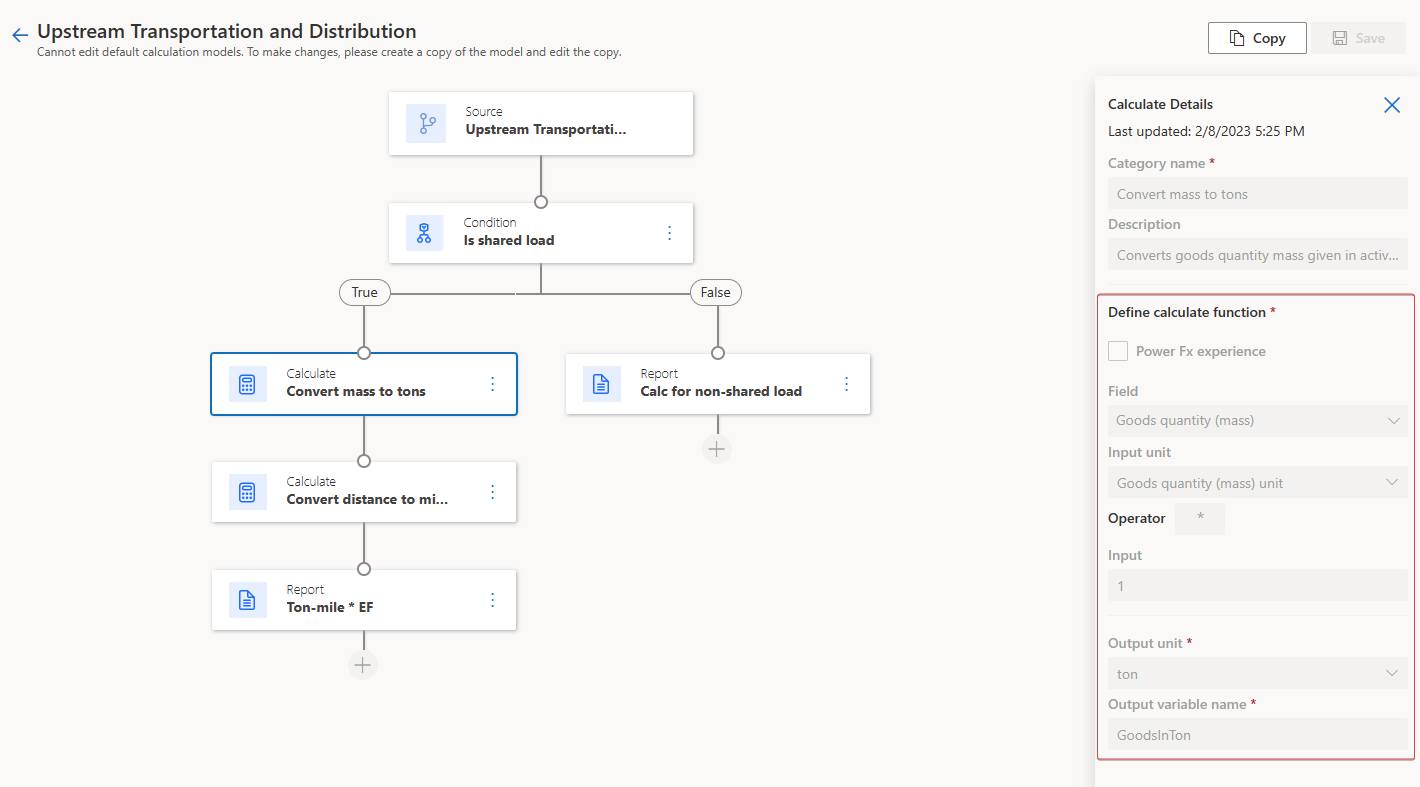 Upstream Transportation and Distribution
Cannot edit default calculation models. To make changes, please create a copy of the model and edit the copy.
Copy
Save
Source
Upstream Transportati...
Condition
Is shared load
True
False
Calculate
Convert mass to tons
Report
Calc for non-shared load
Calculate
Convert distance to mi...
Report
Ton-mile * EF
Calculate Details
Last updated: 2/8/2023 5:25 PM
Category name *
Convert mass to tons
Description
Converts goods quantity mass given in activ...
Define calculate function *
Power Fx experience
Field
Goods quantity (mass)
Input unit
Goods quantity (mass) unit
Operator *
Input
1
Output unit *
ton
Output variable name *
GoodsInTon